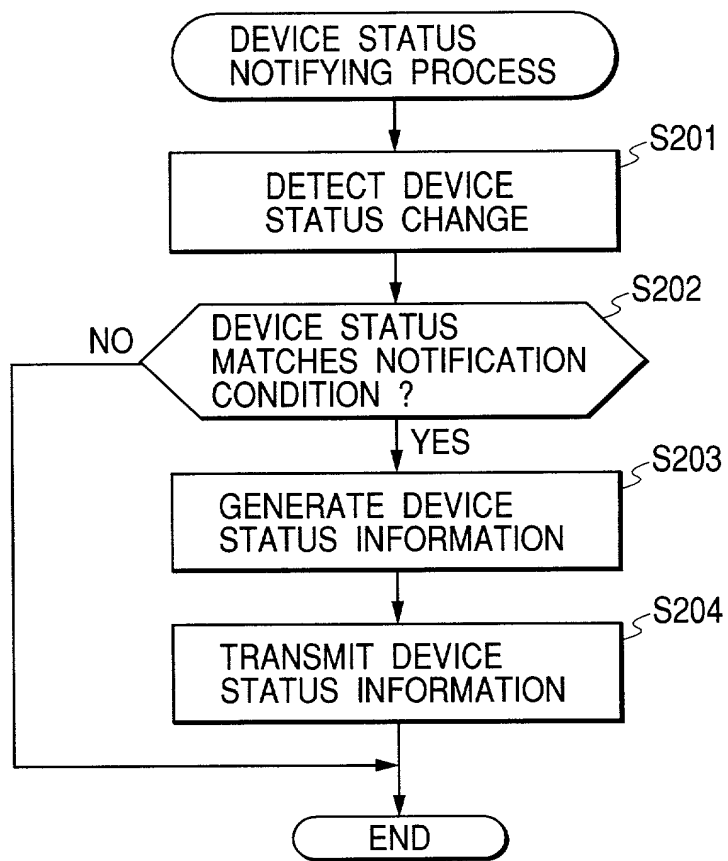 DEVICE STATUS
NOTIFYING PROCESS
S201
DETECT DEVICE
STATUS CHANGE
S202
NO
DEVICE STATUS
MATCHES NOTIFICATION
CONDITION ?
YES
S203
GENERATE DEVICE
STATUS INFORMATION
S204
TRANSMIT DEVICE
STATUS INFORMATION
END